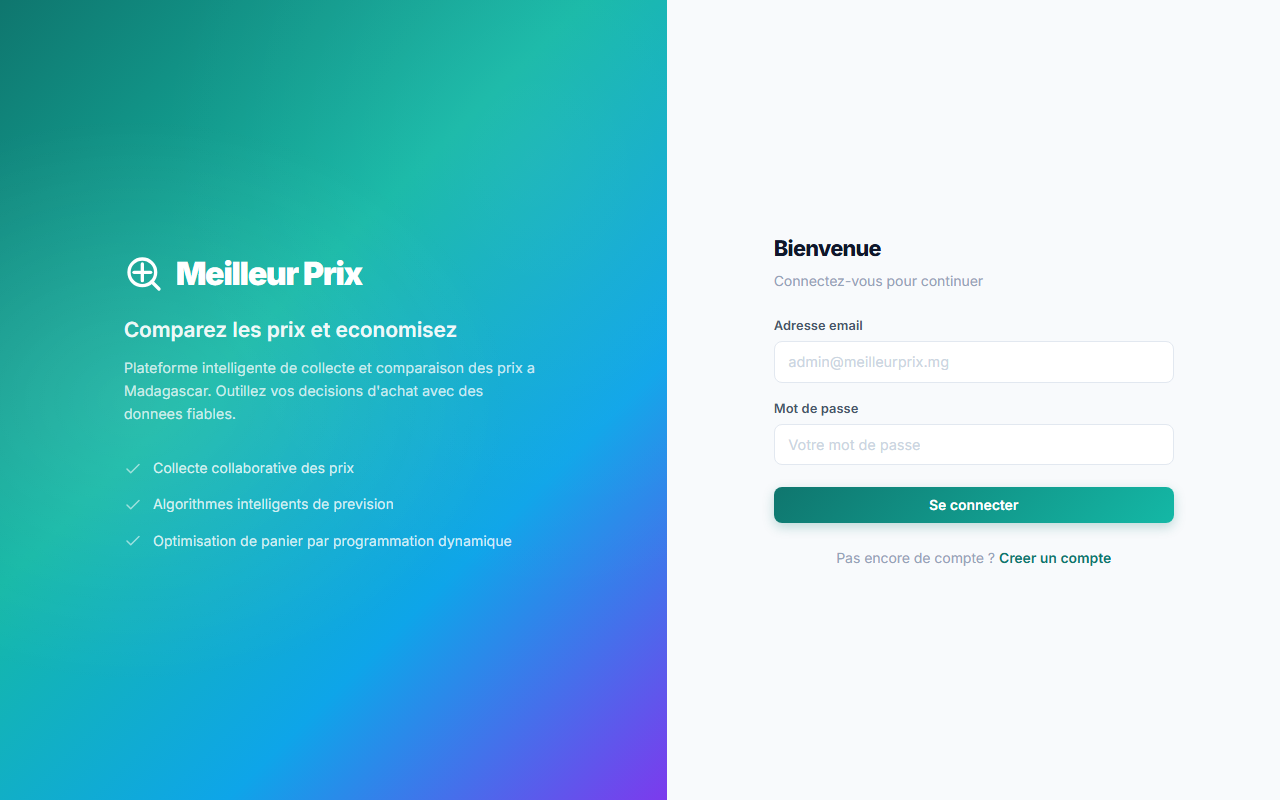 Meilleur Prix
Comparez les prix et economisez
Plateforme intelligente de collecte et comparaison des prix a
Madagascar. Outillez vos decisions d'achat avec des
donnees fiables.
Collecte collaborative des prix
Algorithmes intelligents de prevision
Optimisation de panier par programmation dynamique
Bienvenue
Connectez-vous pour continuer
Adresse email
admin@meilleurprix.mg
Mot de passe
Votre mot de passe
Se connecter
Pas encore de compte ? Creer un compte